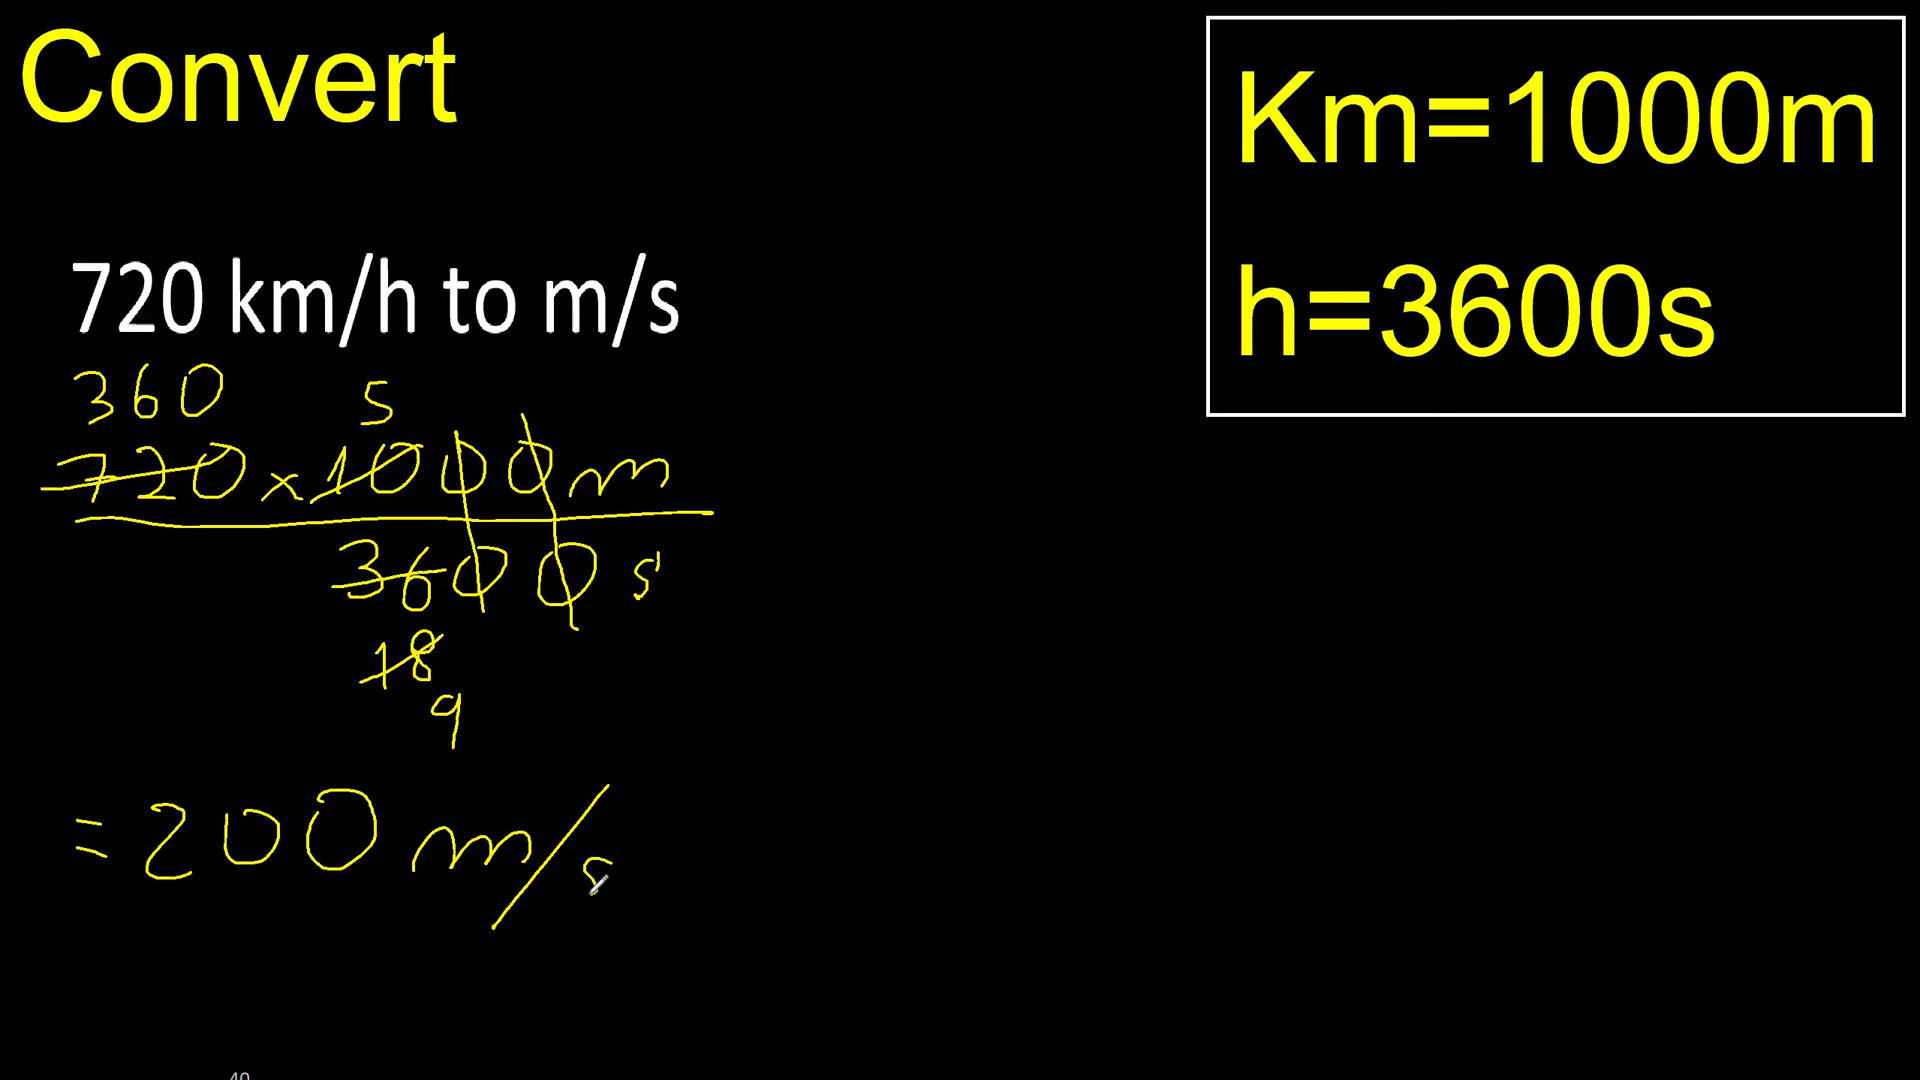 Convert
Km=1000m
h=3600s
720 km/h to m/s
360 5
720 x 1000 m
3600 s
18
9
= 200 m/s